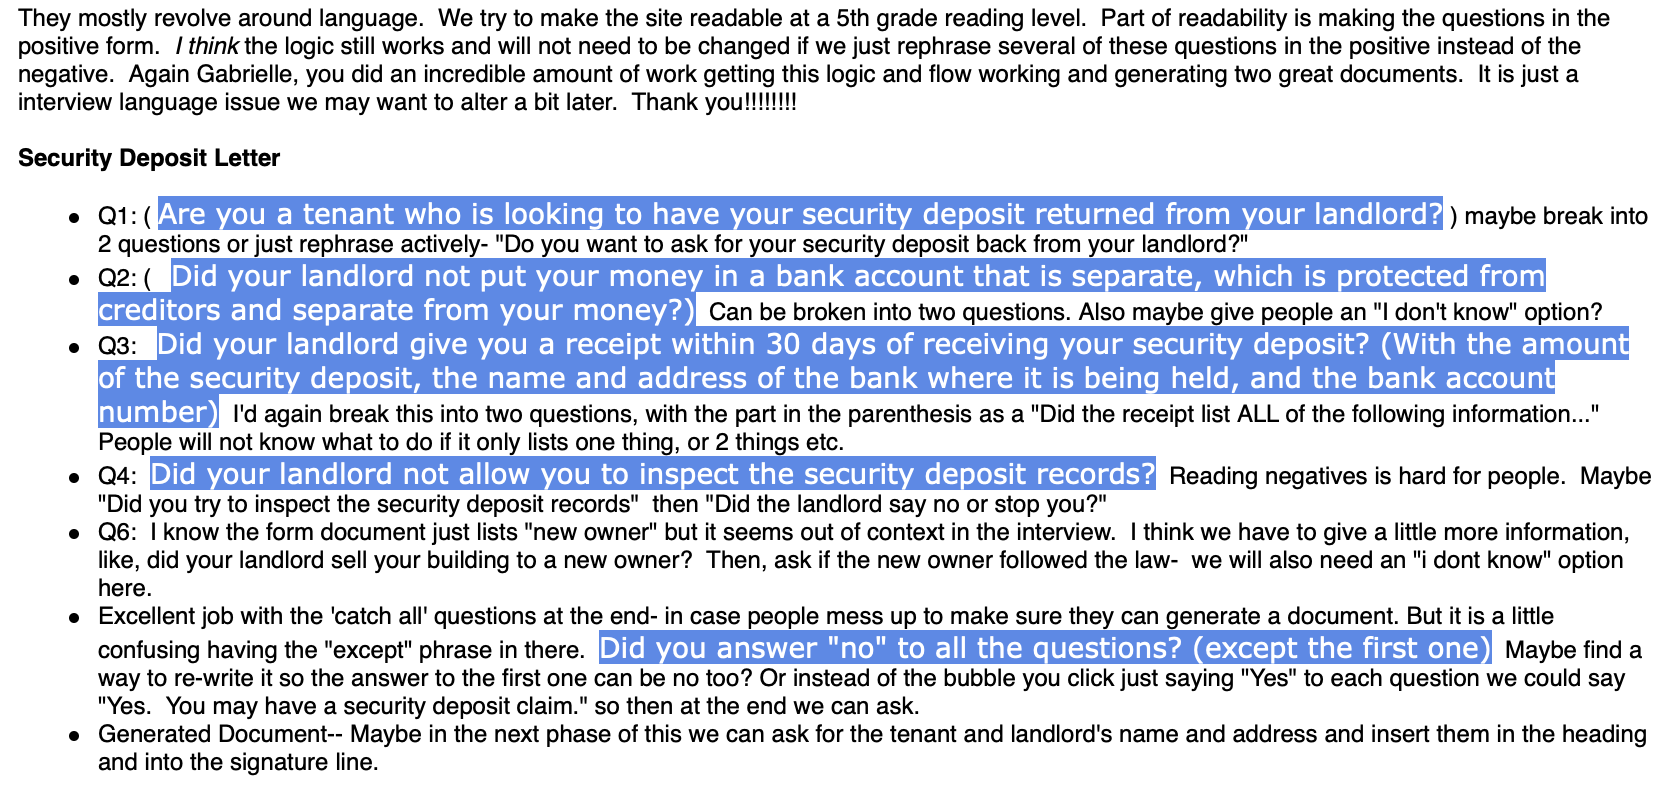 They mostly revolve around language.  We try to make the site readable at a 5th grade reading level.  Part of readability is making the questions in the
positive form.  I think the logic still works and will not need to be changed if we just rephrase several of these questions in the positive instead of the
negative.  Again Gabrielle, you did an incredible amount of work getting this logic and flow working and generating two great documents.  It is just a
interview language issue we may want to alter a bit later.  Thank you!!!!!!!!
Security Deposit Letter
• Q1: ( Are you a tenant who is looking to have your security deposit returned from your landlord? ) maybe break into
2 questions or just rephrase actively- "Do you want to ask for your security deposit back from your landlord?"
• Q2: (  Did your landlord not put your money in a bank account that is separate, which is protected from
creditors and separate from your money?)  Can be broken into two questions. Also maybe give people an "I don't know" option?
• Q3:  Did your landlord give you a receipt within 30 days of receiving your security deposit? (With the amount
of the security deposit, the name and address of the bank where it is being held, and the bank account
number)  I'd again break this into two questions, with the part in the parenthesis as a "Did the receipt list ALL of the following information..."
People will not know what to do if it only lists one thing, or 2 things etc.
• Q4:  Did your landlord not allow you to inspect the security deposit records?  Reading negatives is hard for people.  Maybe
"Did you try to inspect the security deposit records"  then "Did the landlord say no or stop you?"
• Q6:  I know the form document just lists "new owner" but it seems out of context in the interview.  I think we have to give a little more information,
like, did your landlord sell your building to a new owner?  Then, ask if the new owner followed the law-  we will also need an "i dont know" option
here.
• Excellent job with the 'catch all' questions at the end- in case people mess up to make sure they can generate a document. But it is a little
confusing having the "except" phrase in there.  Did you answer "no" to all the questions? (except the first one)  Maybe find a
way to re-write it so the answer to the first one can be no too? Or instead of the bubble you click just saying "Yes" to each question we could say
"Yes.  You may have a security deposit claim." so then at the end we can ask.
• Generated Document-- Maybe in the next phase of this we can ask for the tenant and landlord's name and address and insert them in the heading
and into the signature line.